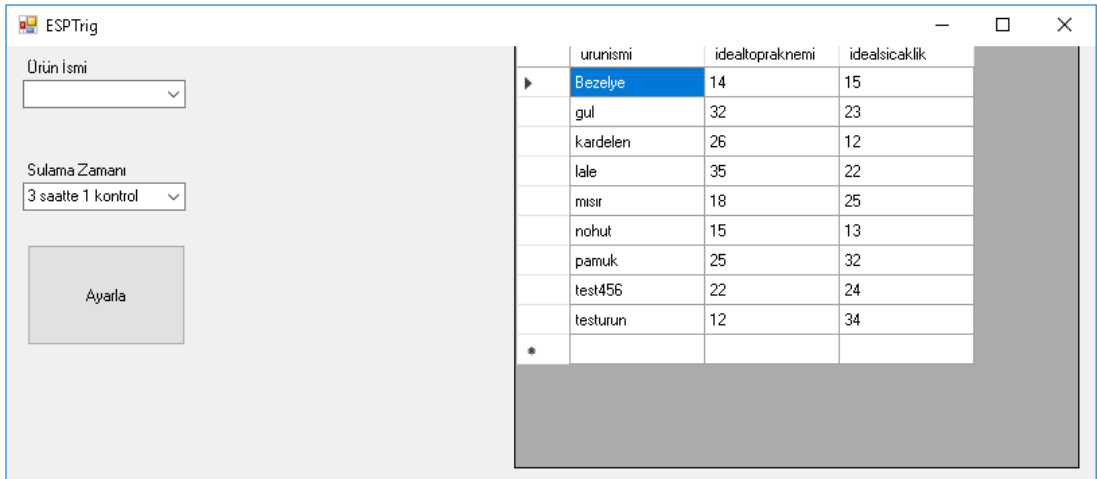 ESPTrig
Ürün İsmi
Sulama Zamanı
3 saatte 1 kontrol
Ayarla
urunismi idealtopraknemi idealsicaklik
Bezelye 14 15
gul 32 23
kardelen 26 12
lale 35 22
mısır 18 25
nohut 15 13
pamuk 25 32
test456 22 24
testurun 12 34